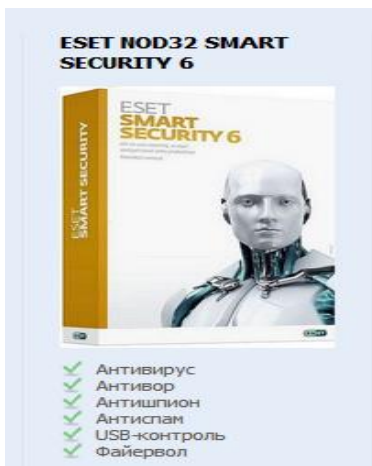 ESET NOD32 SMART
SECURITY 6
ESET
SMART
SECURITY 6
ESET
SMART SECURITY
Антивирус
Антивор
Антишпион
Антиспам
USB-контроль
Файервол